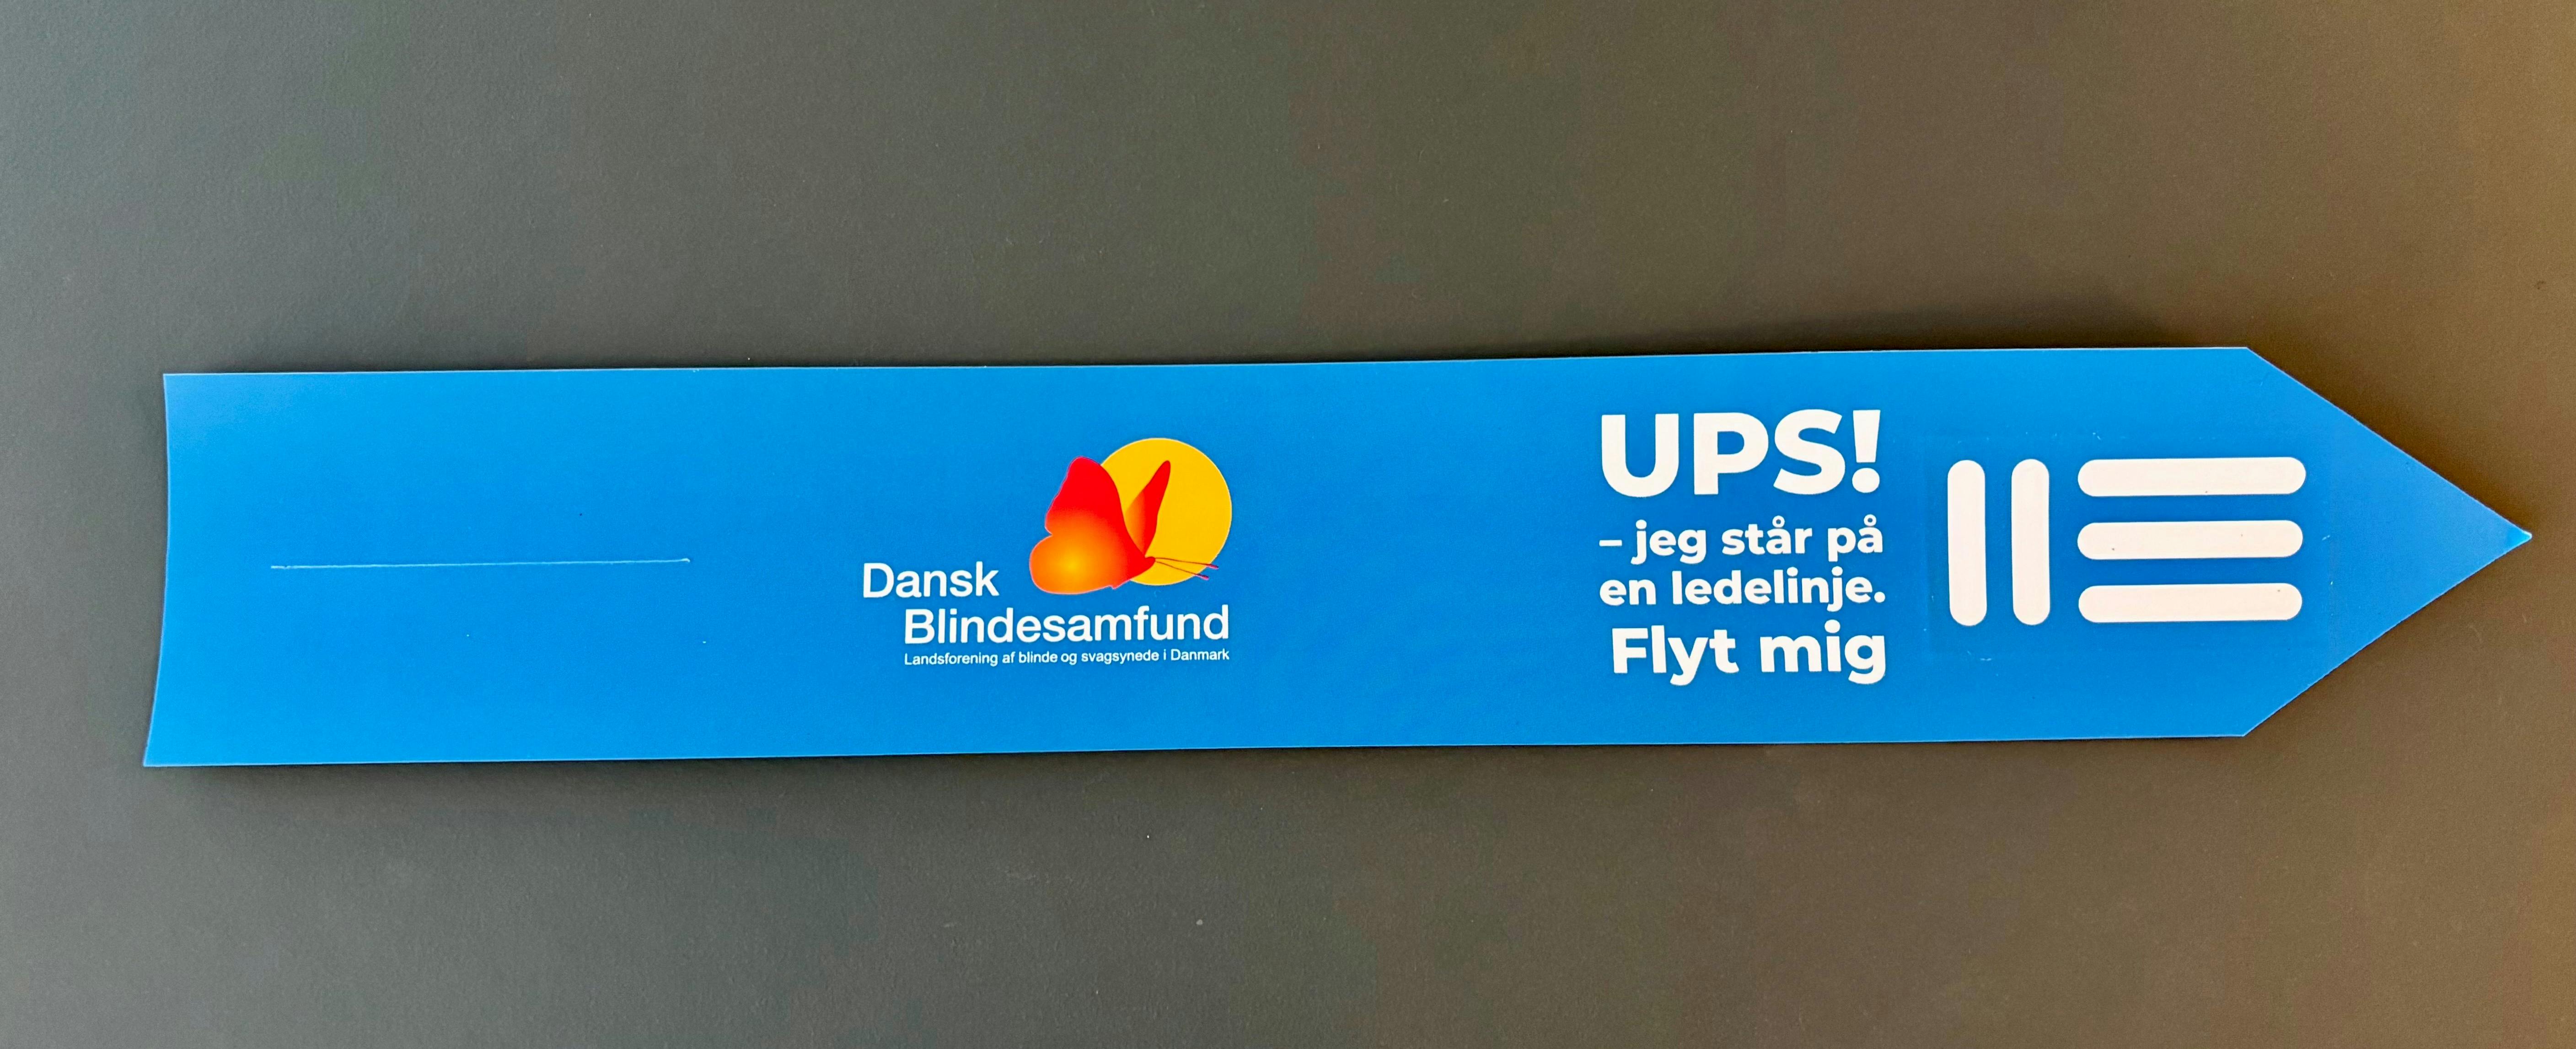 Dansk
Blindesamfund
Landsforening af blinde og svagsynede i Danmark
UPS!
– jeg står på
en ledelinje.
Flyt mig